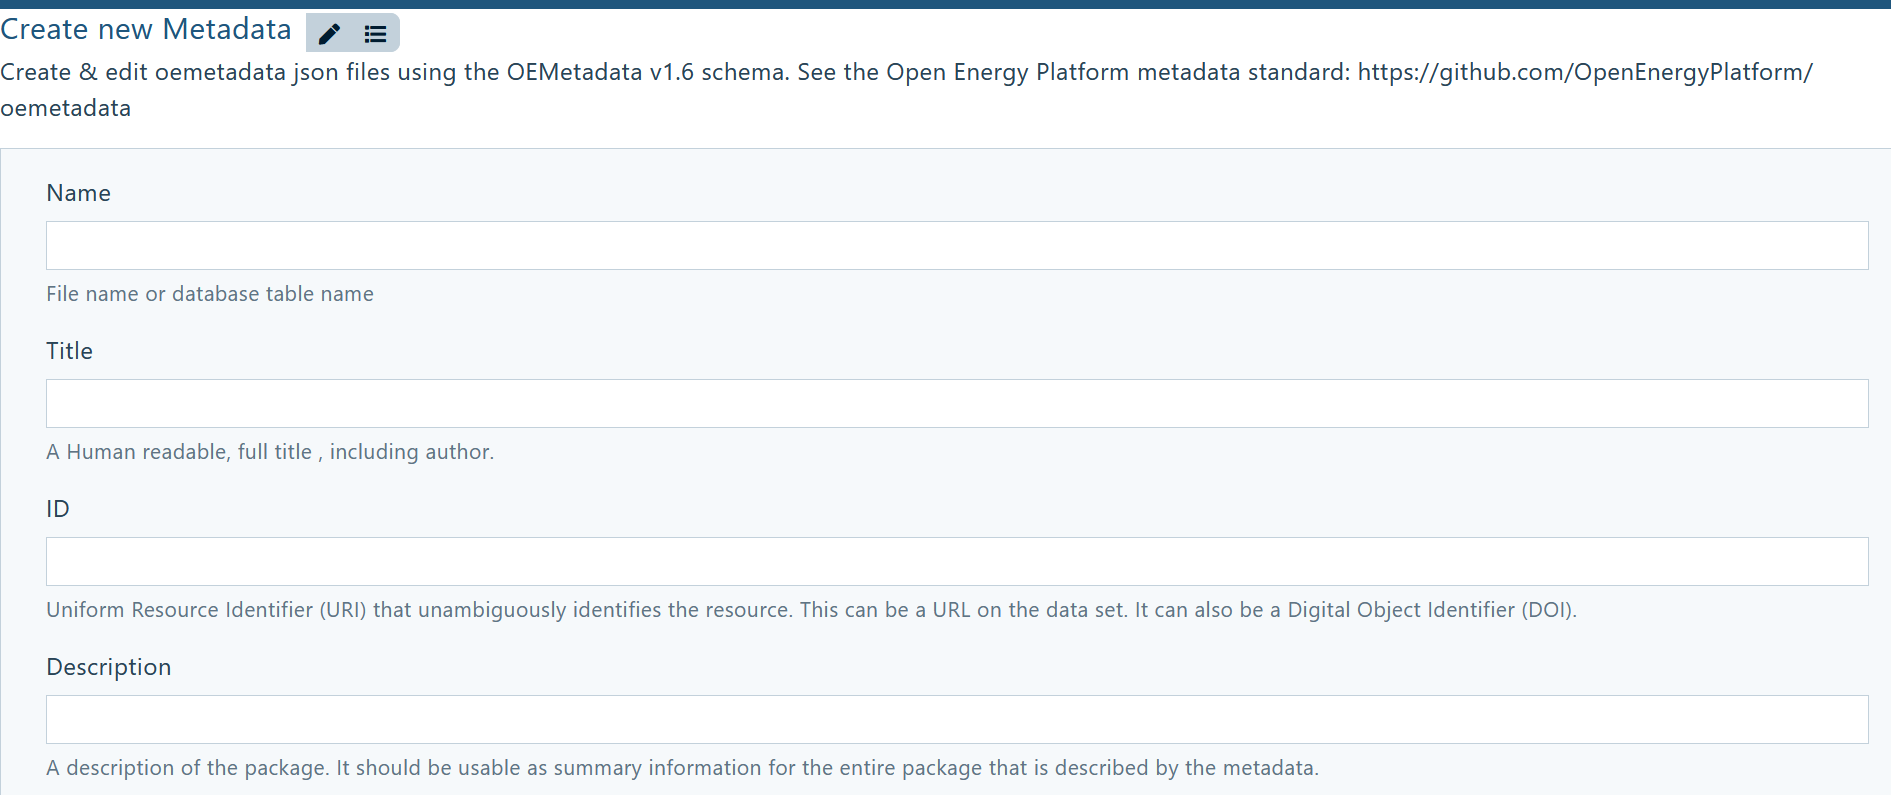 Create new Metadata
Create & edit oemetadata json files using the OEMetadata v1.6 schema. See the Open Energy Platform metadata standard: https://github.com/OpenEnergyPlatform/
oemetadata
Name
File name or database table name
Title
A Human readable, full title , including author.
ID
Uniform Resource Identifier (URI) that unambiguously identifies the resource. This can be a URL on the data set. It can also be a Digital Object Identifier (DOI).
Description
A description of the package. It should be usable as summary information for the entire package that is described by the metadata.